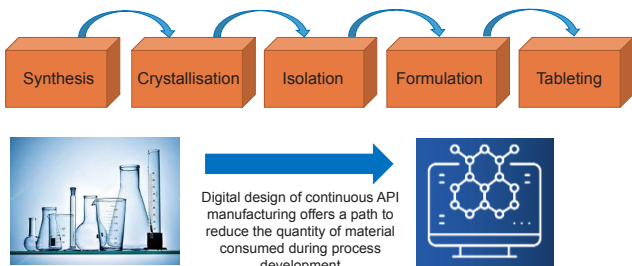 Synthesis
Crystallisation
Isolation
Formulation
Tableting
Digital design of continuous API
manufacturing offers a path to
reduce the quantity of material
consumed during process
development